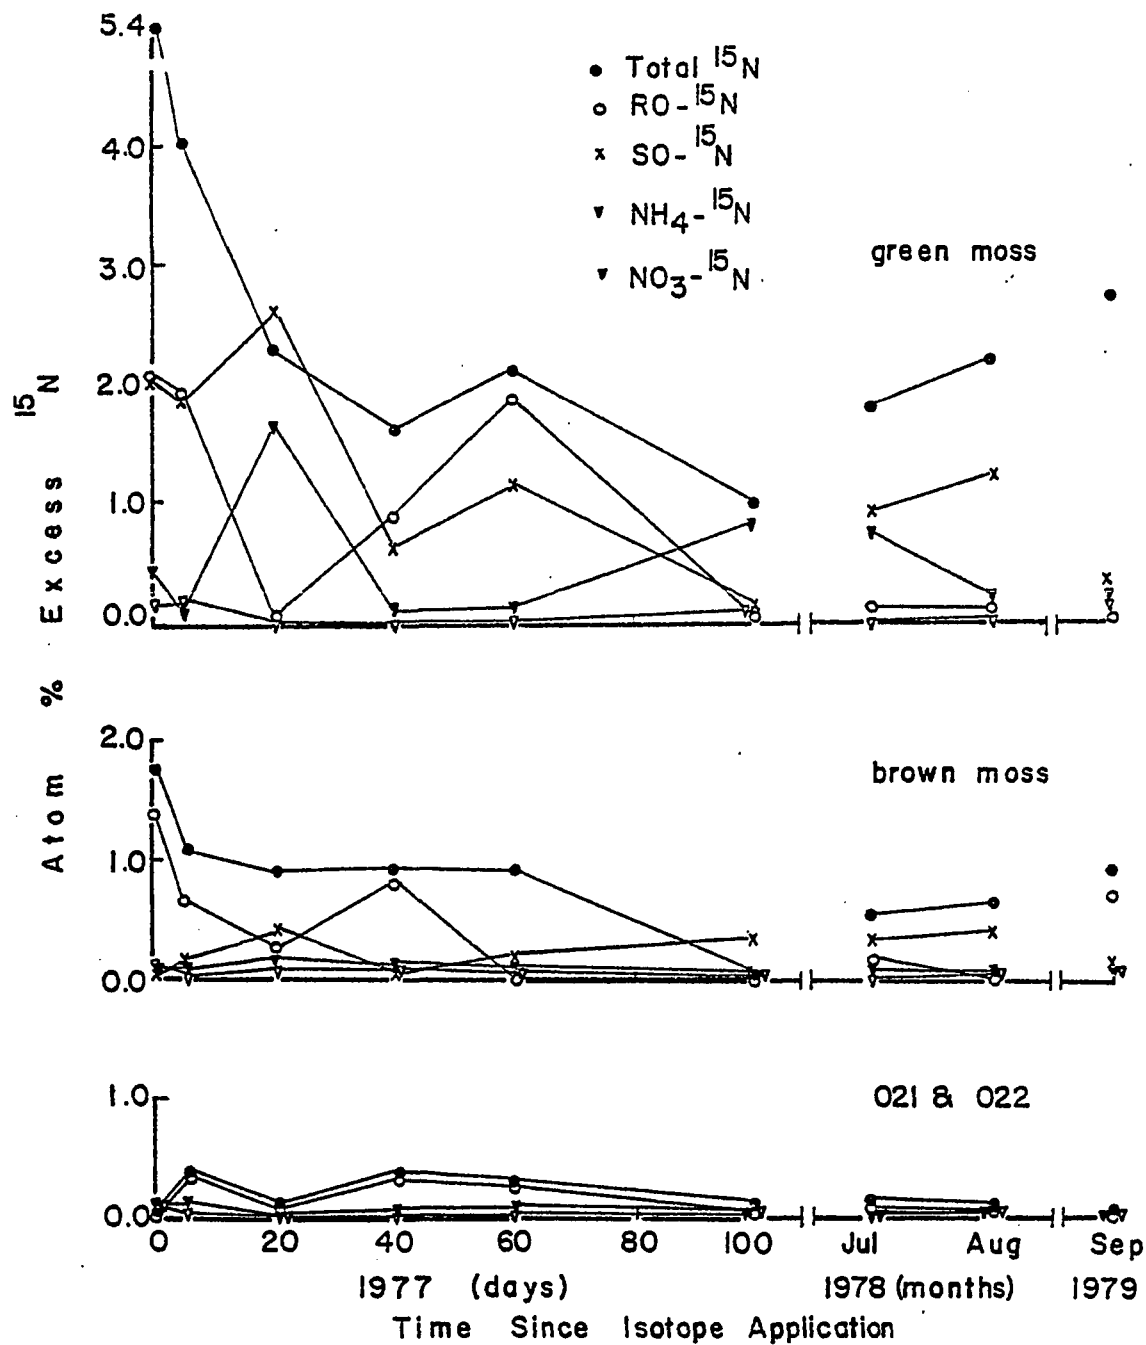 5.4
4.0
3.0
2.0
1.0
0.0
Total 15N
RO-15N
SO-15N
NH4-15N
NO3-15N
green moss
Atom % Excess 15N
2.0
1.0
0.0
brown moss
1.0
0.0
021 & 022
0 20 40 60 80 100 Jul Aug Sep
1977 (days) 1978 (months) 1979
Time Since Isotope Application